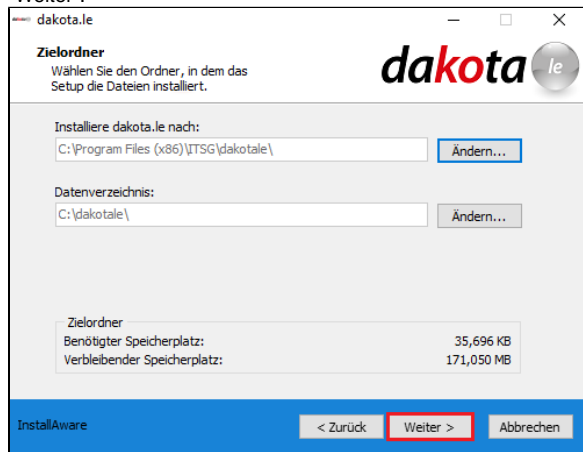 dakota.le
Zielordner
Wählen Sie den Ordner, in dem das
Setup die Dateien installiert.
dakota le
Installiere dakota.le nach:
C:\Program Files (x86)\ITSG\dakotale\
Ändern...
Datenverzeichnis:
C:\dakotale\
Ändern...
Zielordner
Benötigter Speicherplatz: 35,696 KB
Verbleibender Speicherplatz: 171,050 MB
InstallAware
< Zurück
Weiter >
Abbrechen